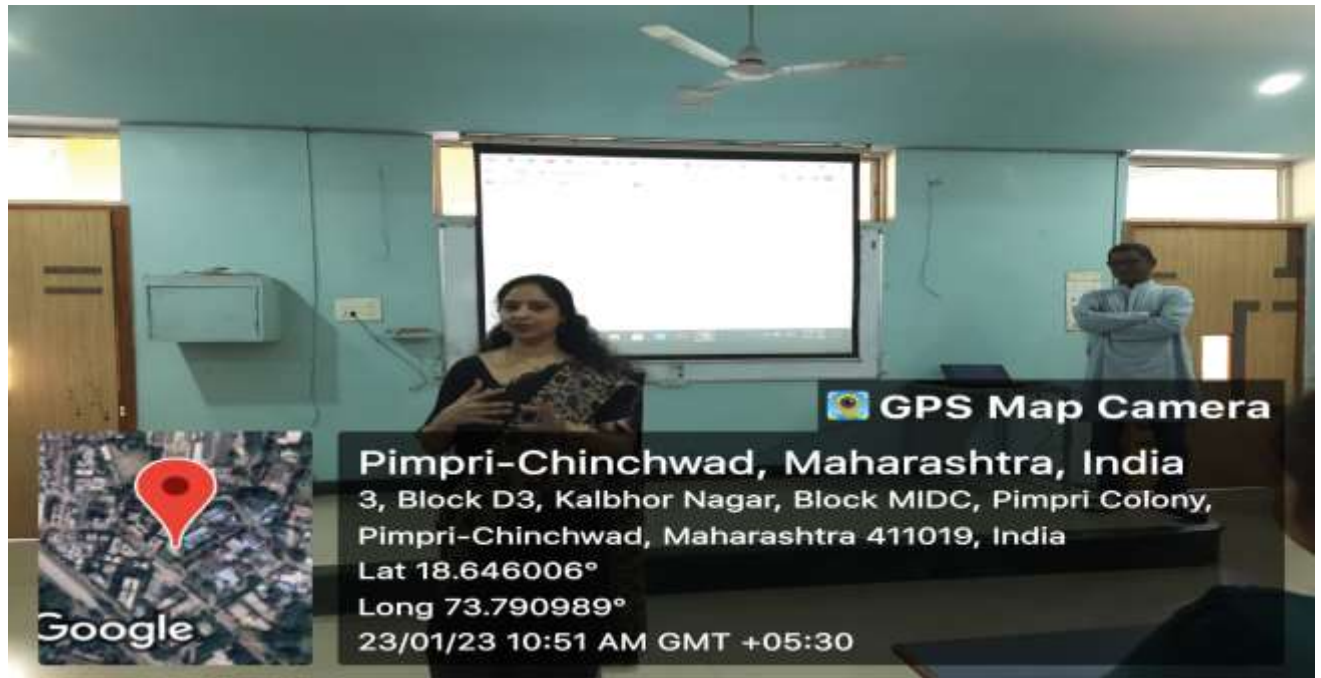 GPS Map Camera
Pimpri-Chinchwad, Maharashtra, India
3, Block D3, Kalbhor Nagar, Block MIDC, Pimpri Colony,
Pimpri-Chinchwad, Maharashtra 411019, India
Lat 18.646006°
Long 73.790989°
23/01/23 10:51 AM GMT +05:30
Google